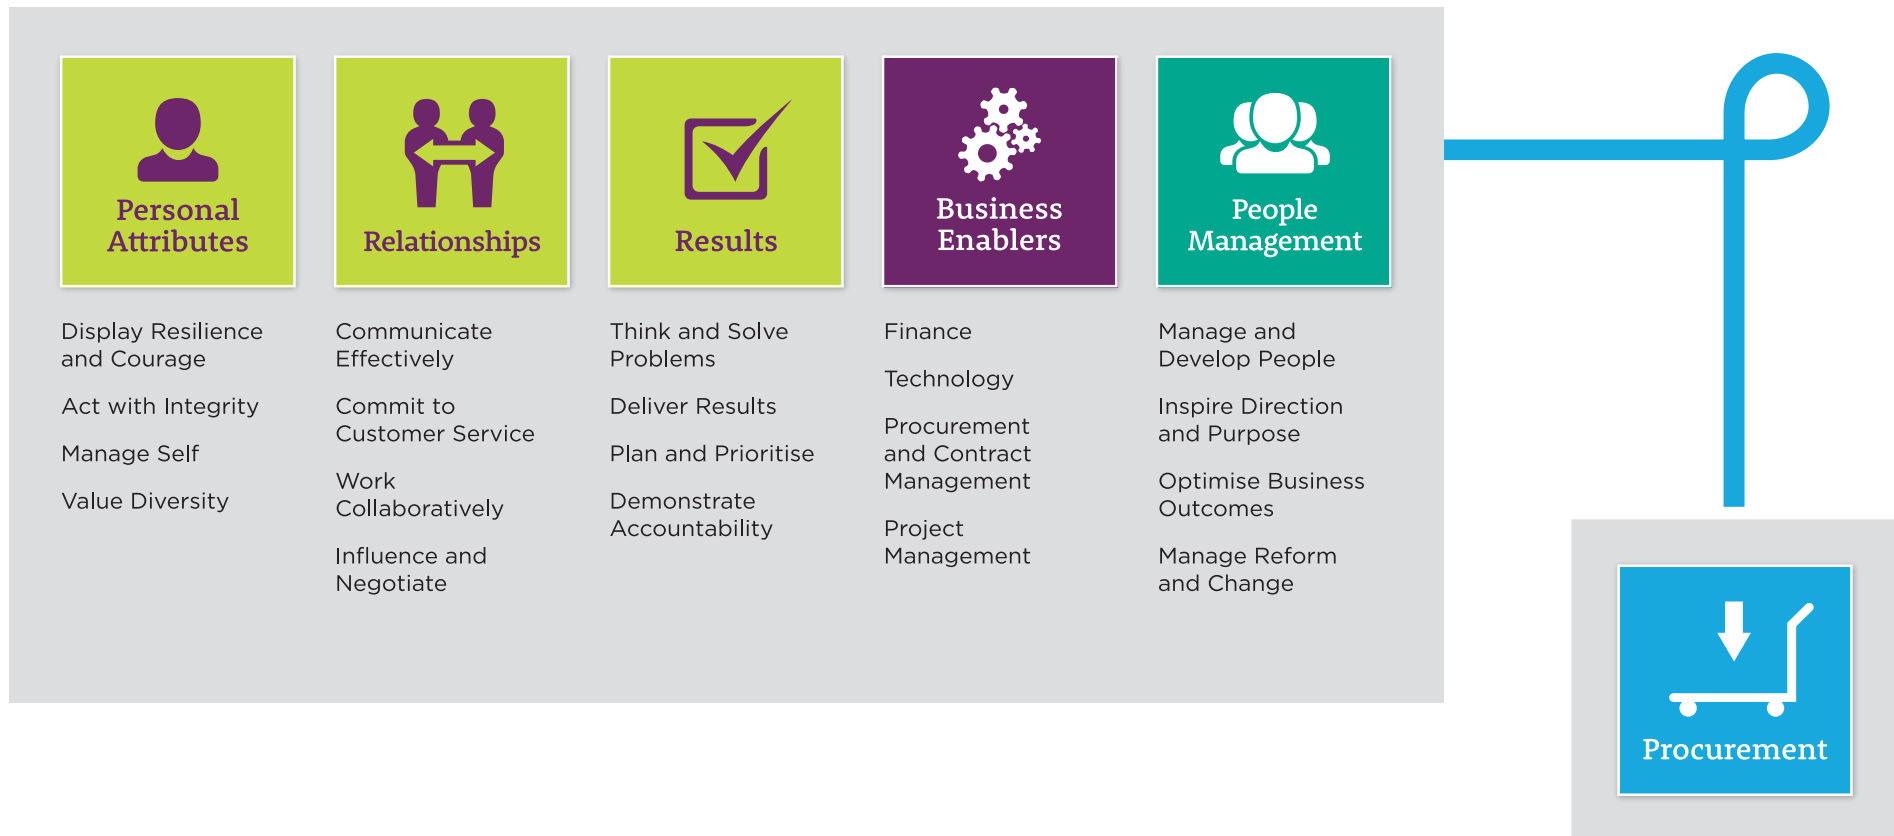 Personal
Attributes
Display Resilience
and Courage
Act with Integrity
Manage Self
Value Diversity
Relationships
Communicate
Effectively
Commit to
Customer Service
Work
Collaboratively
Influence and
Negotiate
Results
Think and Solve
Problems
Deliver Results
Plan and Prioritise
Demonstrate
Accountability
Business
Enablers
Finance
Technology
Procurement
and Contract
Management
Project
Management
People
Management
Manage and
Develop People
Inspire Direction
and Purpose
Optimise Business
Outcomes
Manage Reform
and Change
Procurement